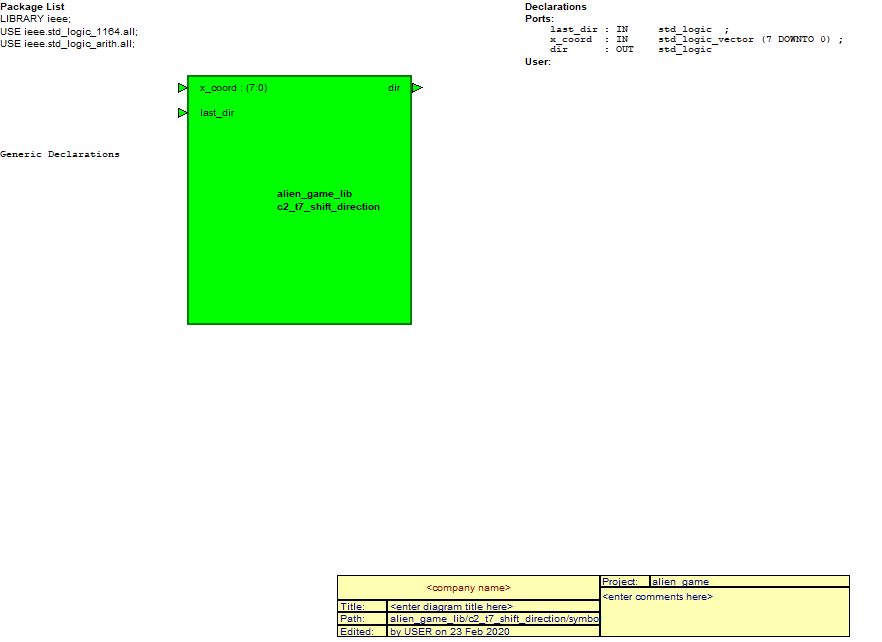 Package List
LIBRARY ieee;
USE ieee.std_logic_1164.all;
USE ieee.std_logic_arith.all;
Declarations
Ports:
last_dir : IN std_logic ;
x_coord : IN std_logic_vector (7 DOWNTO 0) ;
dir : OUT std_logic
User:
x_coord : (7:0) dir
last_dir
Generic Declarations
alien_game_lib
c2_t7_shift_direction
<company name>
Title: <enter diagram title here>
Path: alien_game_lib/c2_t7_shift_direction/symbo
Edited: by USER on 23 Feb 2020
Project: alien_game
<enter comments here>